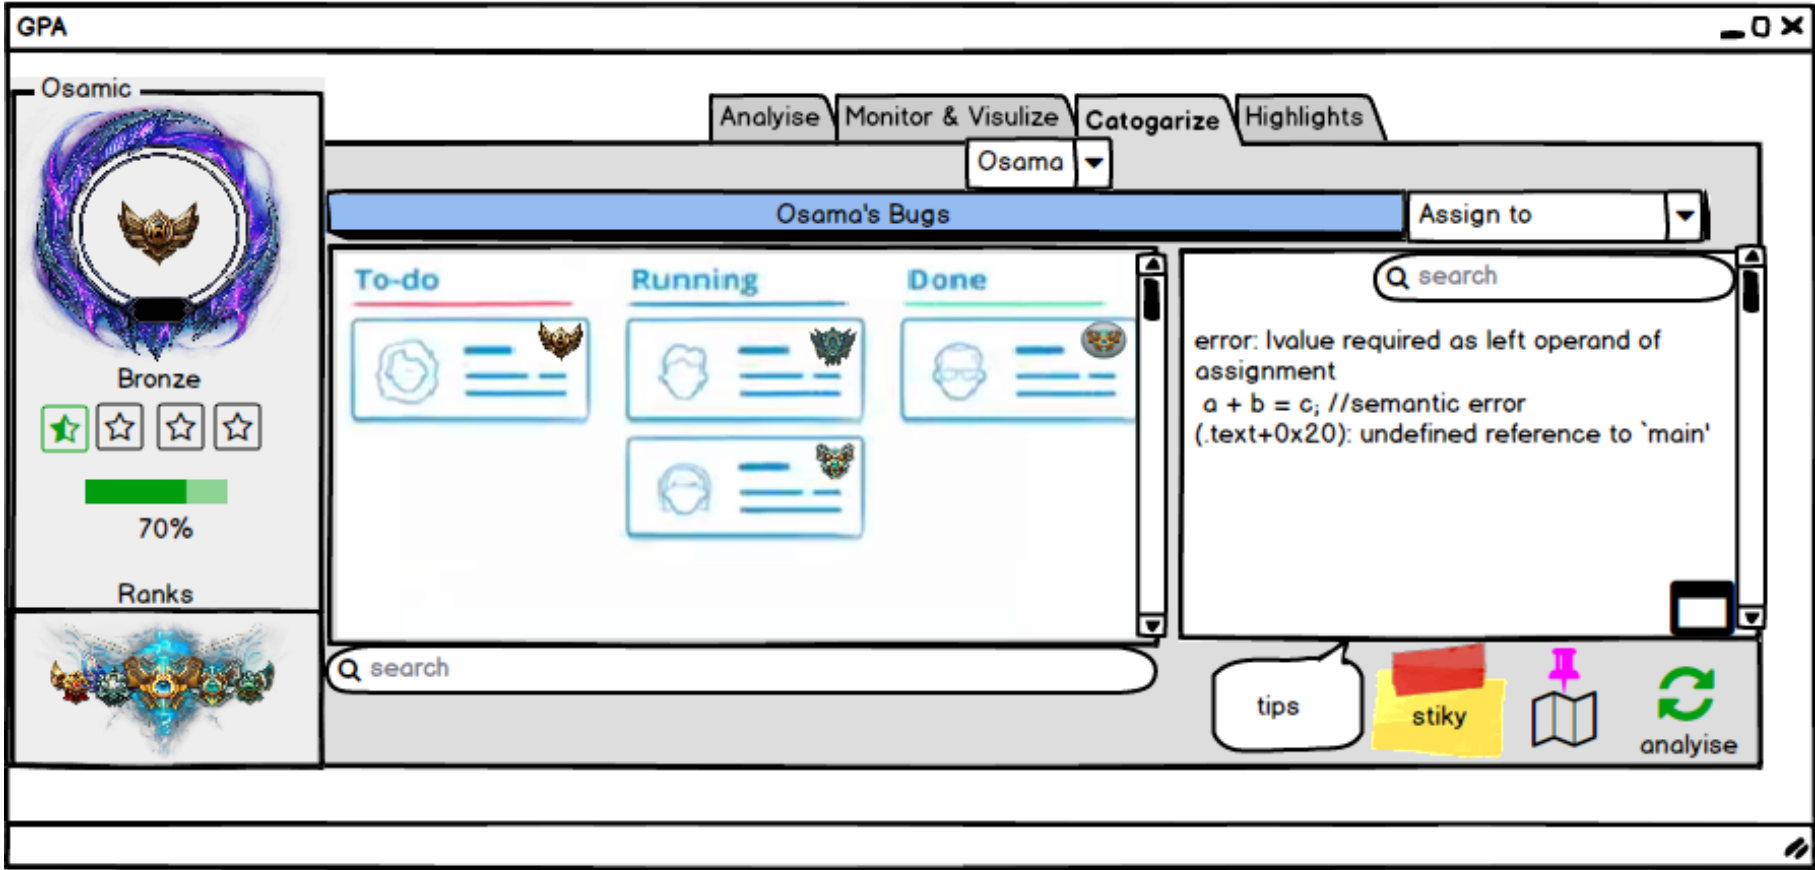 GPA
Osamic
Analyise Monitor & Visulize Catogarize Highlights
Osama
Osama's Bugs
Assign to
To-do Running Done
search
error: lvalue required as left operand of
assignment
a + b = c; //semantic error
(.text+0x20): undefined reference to `main'
Bronze
70%
Ranks
search
tips
stiky
analyise